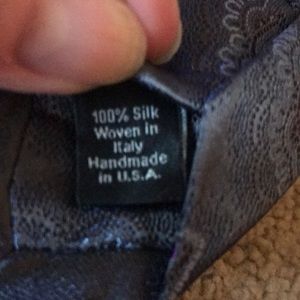 100% Silk
Woven in
Italy
Handmade
in U.S.A.